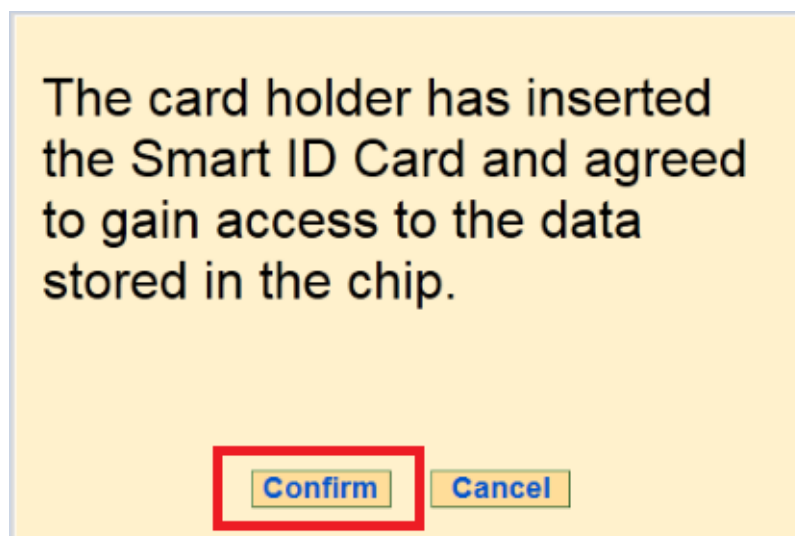 The card holder has inserted
the Smart ID Card and agreed
to gain access to the data
stored in the chip.
Confirm Cancel